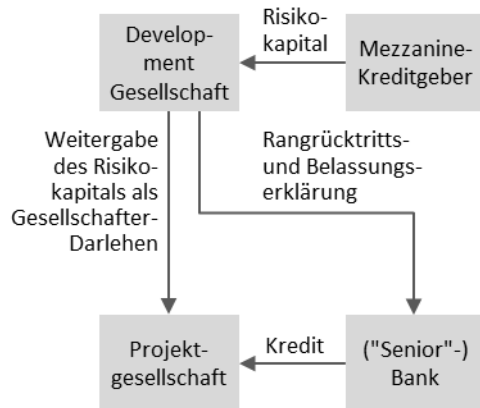 Develop-
ment
Gesellschaft
Risiko-
kapital
Mezzanine-
Kreditgeber
Weitergabe
des Risiko-
kapitals als
Gesellschafter-
Darlehen
Rangrücktritts-
und Belassungs-
erklärung
Projekt-
gesellschaft
Kredit
("Senior"-)
Bank